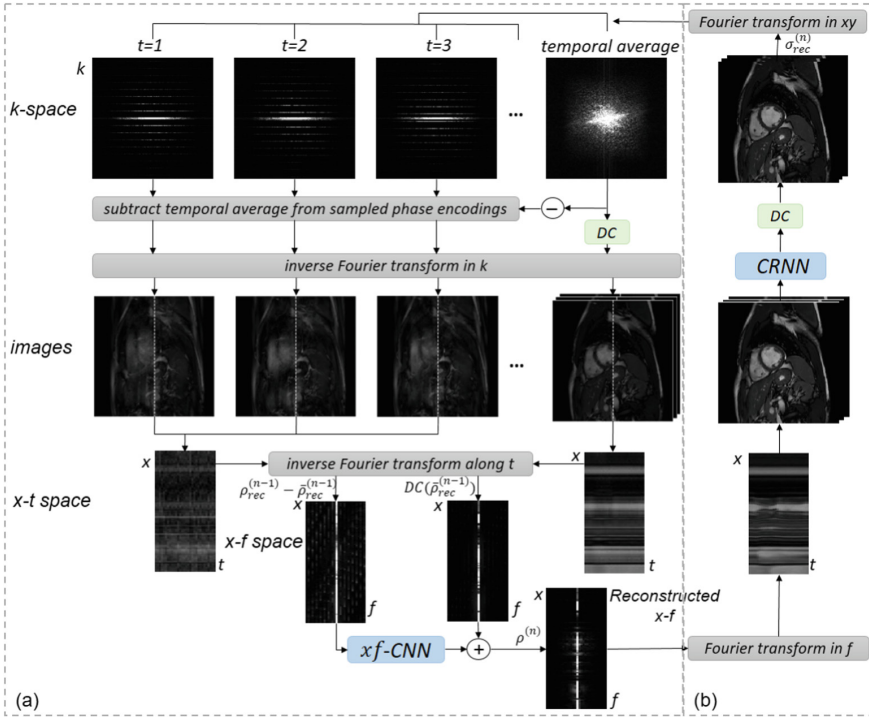 Fourier transform in xy
t=1 t=2 t=3 temporal average
σ_rec^(n)
k
k-space
...
subtract temporal average from sampled phase encodings
−
DC
DC
inverse Fourier transform in k
CRNN
images
...
x
inverse Fourier transform along t
x
x
ρ_rec^(n-1) − ρ̄_rec^(n-1)
DC(ρ̄_rec^(n-1))
x-t space
x
x
x-f space
t
t
t
f
f
x
Reconstructed
x-f
xf-CNN
+
ρ^(n)
Fourier transform in f
f
(a)
(b)